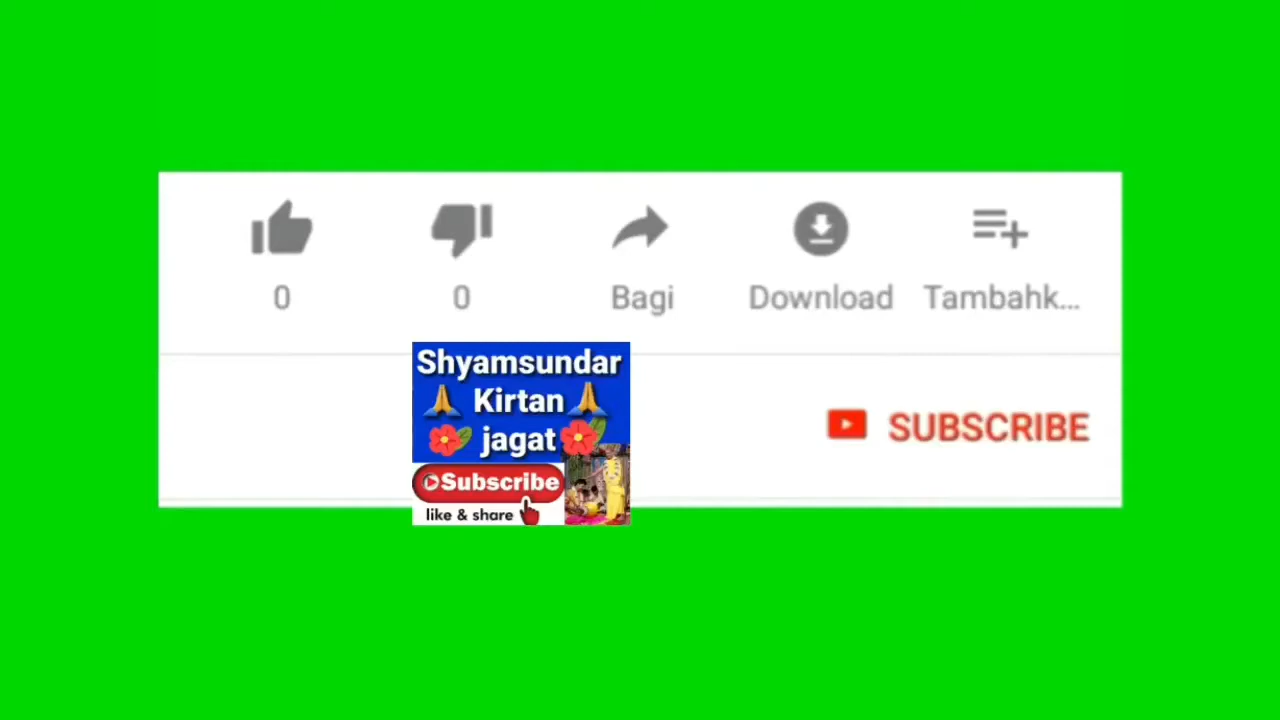 0
0
Bagi
Download
Tambahk...
Shyamsundar
Kirtan
jagat
Subscribe
like & share
SUBSCRIBE